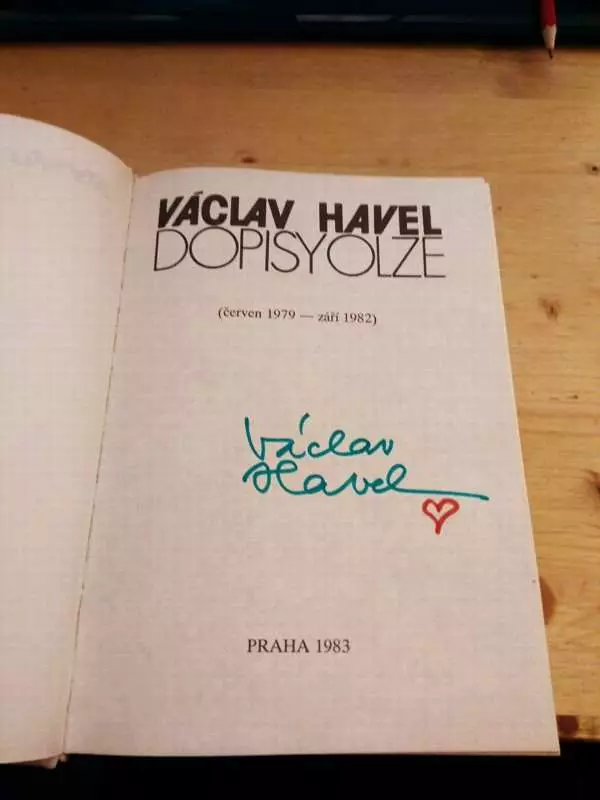 VÁCLAV HAVEL
DOPISY OLZE
(červen 1979 — září 1982)
Václav
Havel
PRAHA 1983